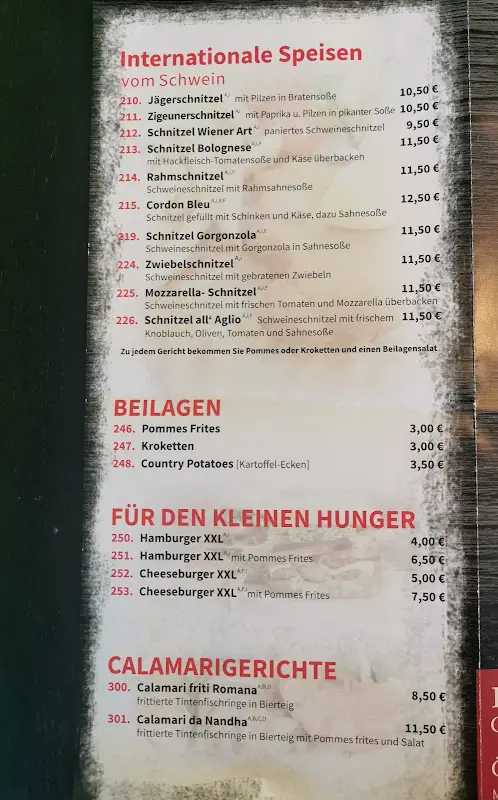 Internationale Speisen
vom Schwein
210. Jägerschnitzel A,I mit Pilzen in Bratensoße 10,50 €
211. Zigeunerschnitzel A,I mit Paprika u. Pilzen in pikanter Soße 10,50 €
212. Schnitzel Wiener Art A,I paniertes Schweineschnitzel 9,50 €
213. Schnitzel Bolognese A,I,F 11,50 €
mit Hackfleisch-Tomatensoße und Käse überbacken
214. Rahmschnitzel A,I,F 11,50 €
Schweineschnitzel mit Rahmsahnesoße
215. Cordon Bleu A,I,8,F 12,50 €
Schnitzel gefüllt mit Schinken und Käse, dazu Sahnesoße
219. Schnitzel Gorgonzola A,I,F 11,50 €
Schweineschnitzel mit Gorgonzola in Sahnesoße
224. Zwiebelschnitzel A,I 11,50 €
Schweineschnitzel mit gebratenen Zwiebeln
225. Mozzarella- Schnitzel A,I,F 11,50 €
Schweineschnitzel mit frischen Tomaten und Mozzarella überbacken
226. Schnitzel all' Aglio A,I,F Schweineschnitzel mit frischem 11,50 €
Knoblauch, Oliven, Tomaten und Sahnesoße
Zu jedem Gericht bekommen Sie Pommes oder Kroketten und einen Beilagensalat
BEILAGEN
246. Pommes Frites 3,00 €
247. Kroketten 3,00 €
248. Country Potatoes [Kartoffel-Ecken] 3,50 €
FÜR DEN KLEINEN HUNGER
250. Hamburger XXL A,I 4,00 €
251. Hamburger XXL A,I mit Pommes Frites 6,50 €
252. Cheeseburger XXL A,F,I 5,00 €
253. Cheeseburger XXL A,F,I mit Pommes Frites 7,50 €
CALAMARIGERICHTE
300. Calamari friti Romana A,B,D 8,50 €
frittierte Tintenfischringe in Bierteig
301. Calamari da Nandha A,B,C,D 11,50 €
frittierte Tintenfischringe in Bierteig mit Pommes frites und Salat